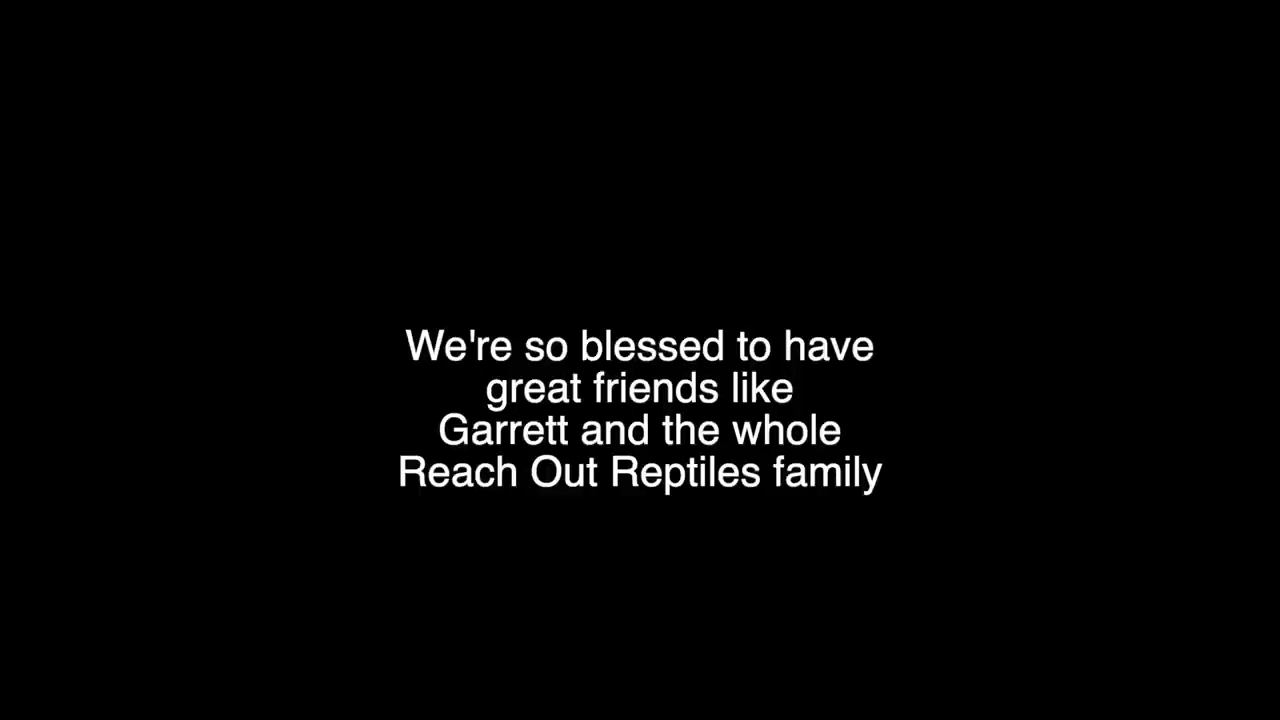 We're so blessed to have
great friends like
Garrett and the whole
Reach Out Reptiles family